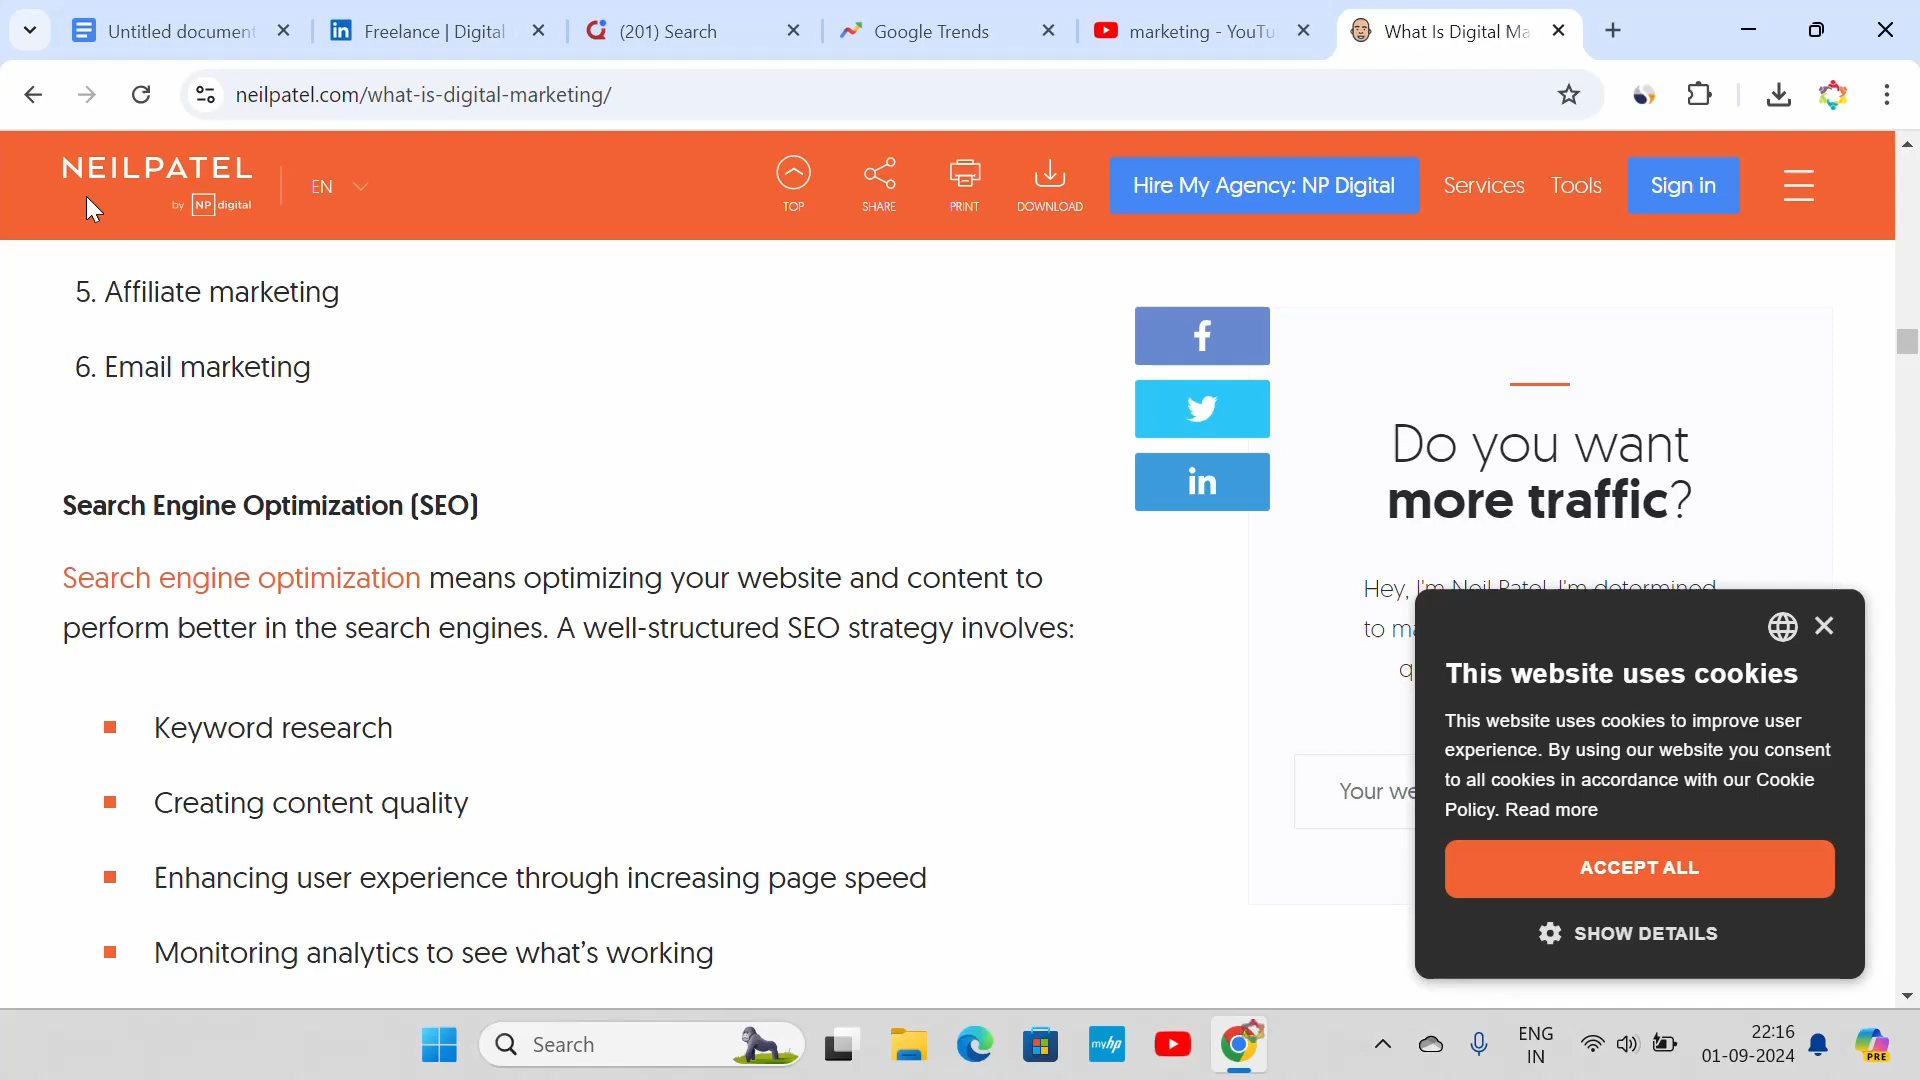 Untitled document
Freelance | Digital
(201) Search
Google Trends
marketing - YouTu
What Is Digital Ma
neilpatel.com/what-is-digital-marketing/
NEILPATEL
by NP digital
EN
TOP
SHARE
PRINT
DOWNLOAD
Hire My Agency: NP Digital
Services
Tools
Sign in
5. Affiliate marketing
6. Email marketing
Search Engine Optimization (SEO)
Search engine optimization means optimizing your website and content to
perform better in the search engines. A well-structured SEO strategy involves:
Keyword research
Creating content quality
Enhancing user experience through increasing page speed
Monitoring analytics to see what's working
f
in
Do you want
more traffic?
Hey, I'm Neil Patel. I'm determined
to
This website uses cookies
This website uses cookies to improve user
experience. By using our website you consent
to all cookies in accordance with our Cookie
Policy. Read more
ACCEPT ALL
SHOW DETAILS
Your
Search
myhp
ENG
IN
22:16
01-09-2024
PRE